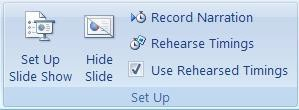 Set Up
Slide Show
Hide
Slide
Record Narration
Rehearse Timings
Use Rehearsed Timings
Set Up